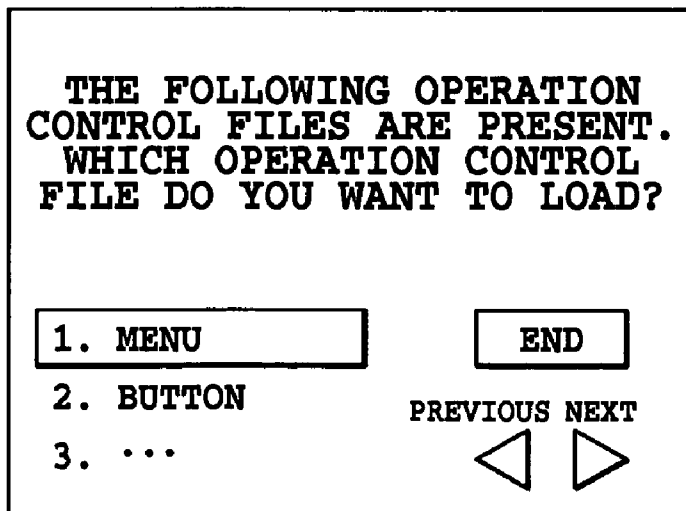 THE FOLLOWING OPERATION
CONTROL FILES ARE PRESENT.
WHICH OPERATION CONTROL
FILE DO YOU WANT TO LOAD?
1. MENU
END
2. BUTTON
PREVIOUS NEXT
3. ...